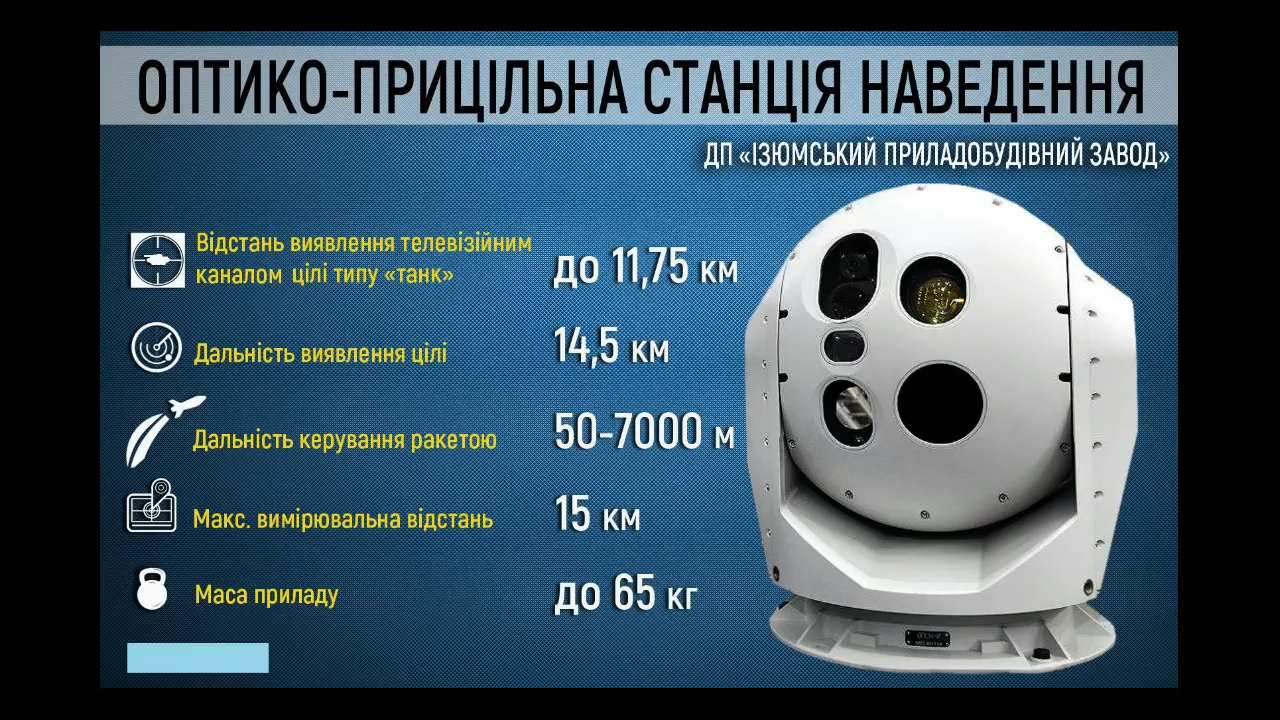 ОПТИКО-ПРИЦІЛЬНА СТАНЦІЯ НАВЕДЕННЯ
ДП «ІЗЮМСЬКИЙ ПРИЛАДОБУДІВНИЙ ЗАВОД»
Відстань виявлення телевізійним
каналом цілі типу «танк»
до 11,75 км
Дальність виявлення цілі
14,5 км
Дальність керування ракетою
50-7000 м
Макс. вимірювальна відстань
15 км
Маса приладу
до 65 кг